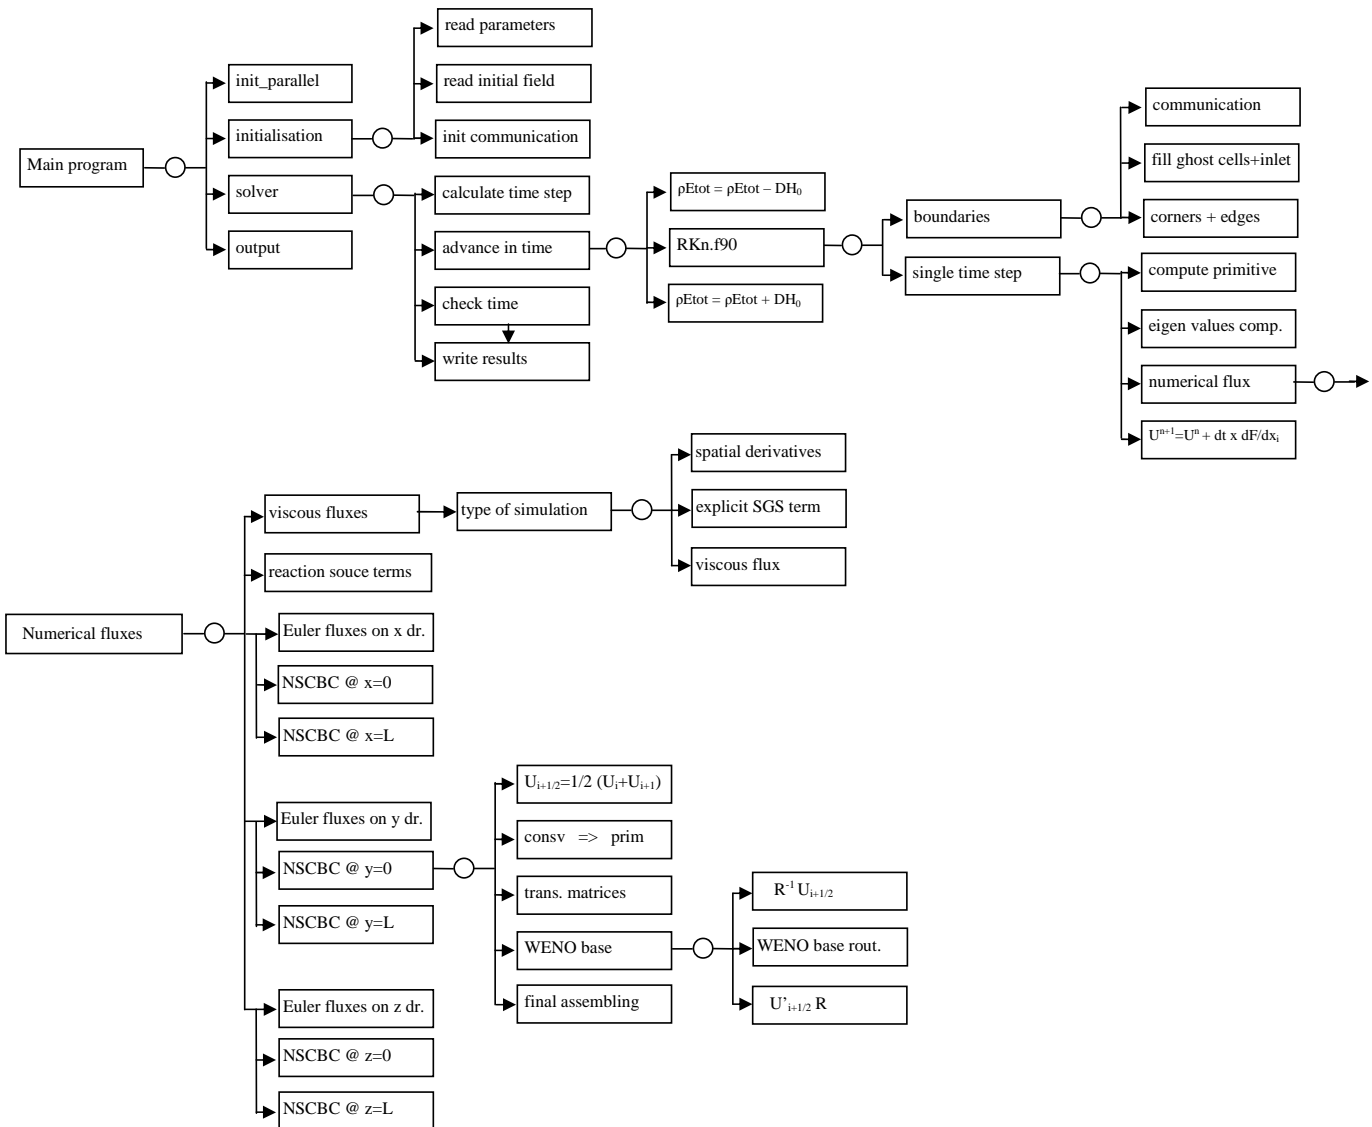 Main program
init_parallel
initialisation
solver
output
read parameters
read initial field
init communication
calculate time step
advance in time
check time
write results
ρEtot = ρEtot – DH₀
RKn.f90
ρEtot = ρEtot + DH₀
boundaries
single time step
communication
fill ghost cells+inlet
corners + edges
compute primitive
eigen values comp.
numerical flux
Uⁿ⁺¹=Uⁿ + dt x dF/dxᵢ
Numerical fluxes
viscous fluxes
type of simulation
spatial derivatives
explicit SGS term
viscous flux
reaction souce terms
Euler fluxes on x dr.
NSCBC @ x=0
NSCBC @ x=L
Euler fluxes on y dr.
NSCBC @ y=0
NSCBC @ y=L
Euler fluxes on z dr.
NSCBC @ z=0
NSCBC @ z=L
Uᵢ₊₁/₂=1/2 (Uᵢ+Uᵢ₊₁)
consv => prim
trans. matrices
WENO base
final assembling
R⁻¹ Uᵢ₊₁/₂
WENO base rout.
U’ᵢ₊₁/₂ R